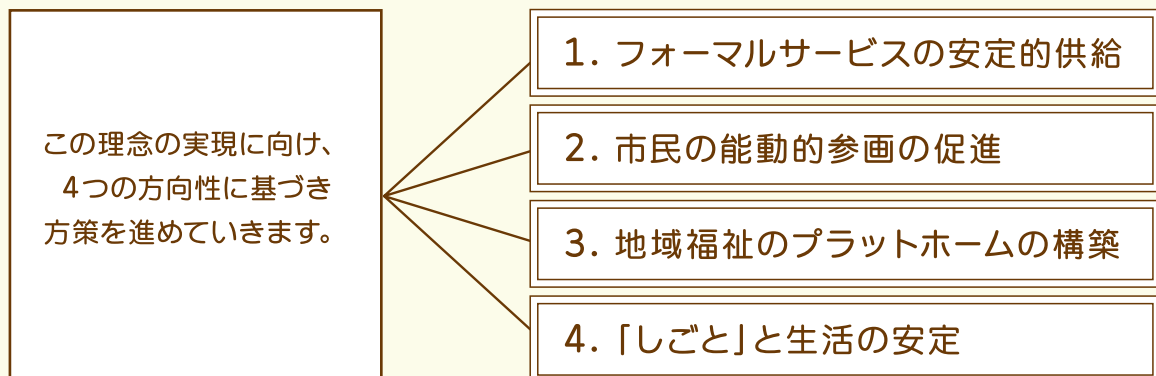 この理念の実現に向け、
4つの方向性に基づき
方策を進めていきます。
1. フォーマルサービスの安定的供給
2. 市民の能動的参画の促進
3. 地域福祉のプラットホームの構築
4. 「しごと」と生活の安定